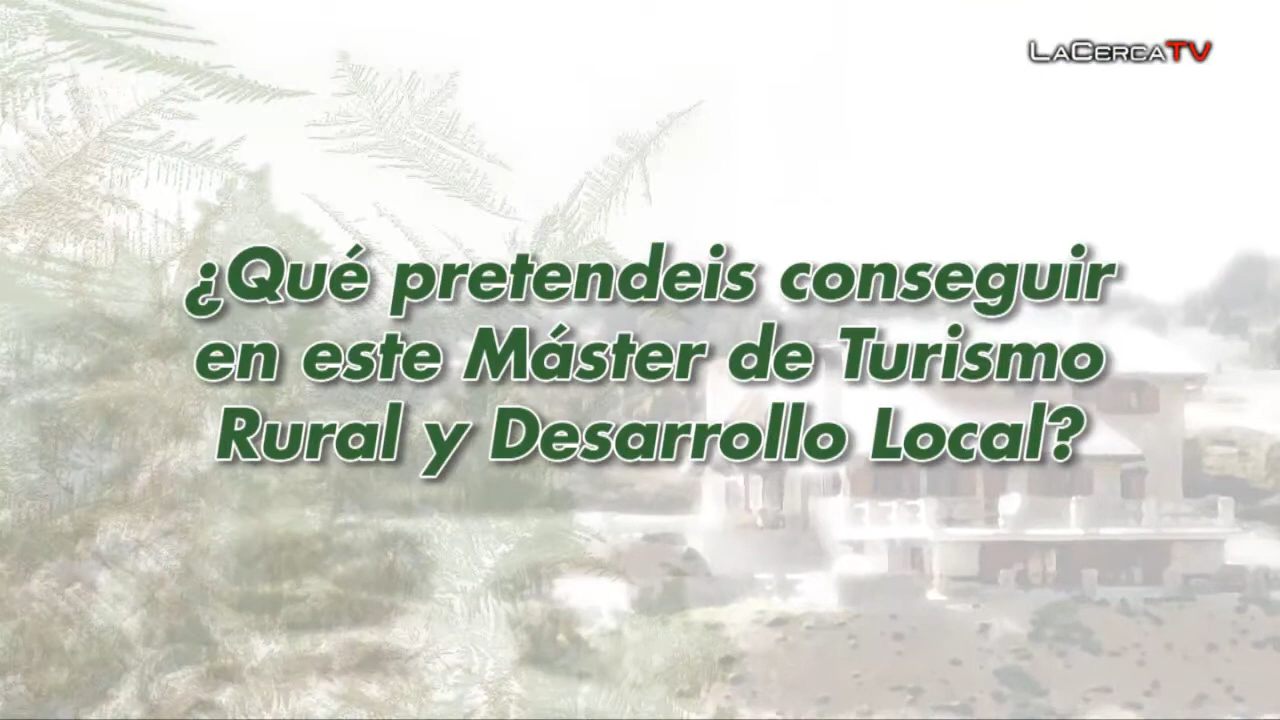 LaCercaTV
¿Qué pretendeis conseguir
en este Máster de Turismo
Rural y Desarrollo Local?